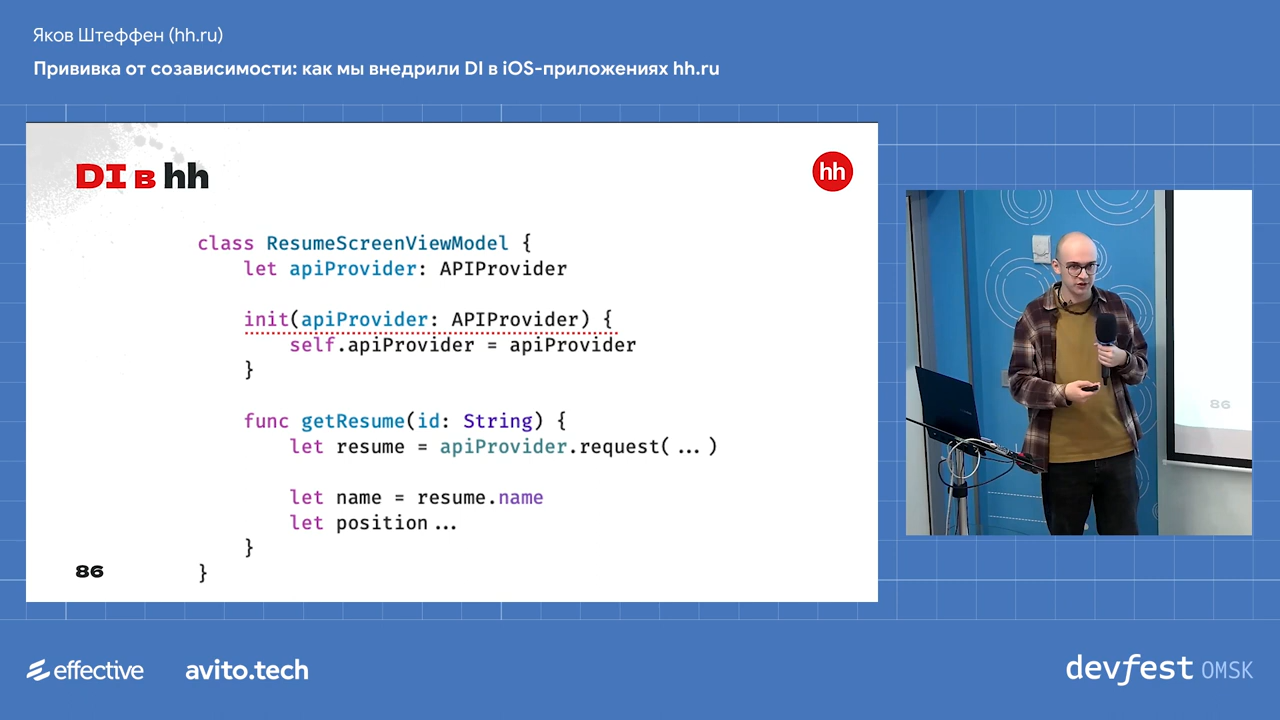 Яков Штеффен (hh.ru)
Прививка от созависимости: как мы внедрили DI в iOS-приложениях hh.ru
DI в hh
hh
class ResumeScreenViewModel {
    let apiProvider: APIProvider
    init(apiProvider: APIProvider) {
        self.apiProvider = apiProvider
    }
    func getResume(id: String) {
        let resume = apiProvider.request(...)
        let name = resume.name
        let position...
    }
}
86
86
effective
avito.tech
devfest OMSK